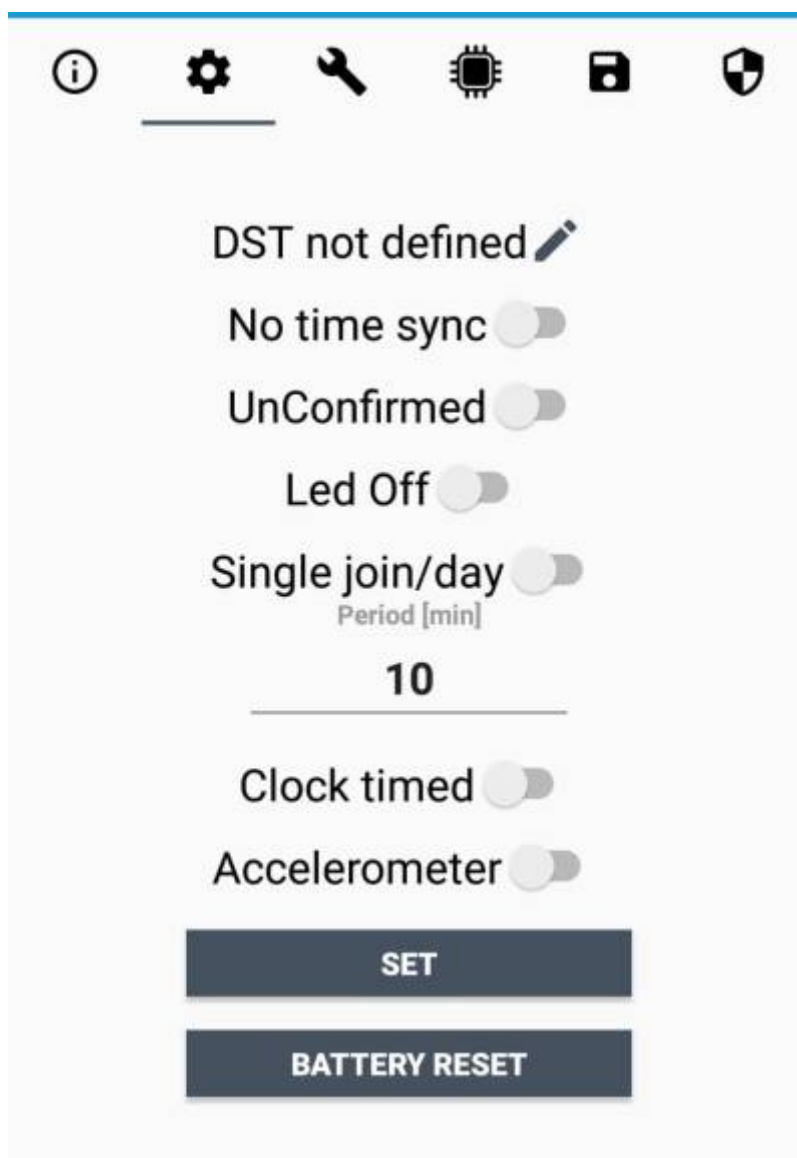 DST not defined
No time sync
UnConfirmed
Led Off
Single join/day
Period [min]
10
Clock timed
Accelerometer
SET
BATTERY RESET